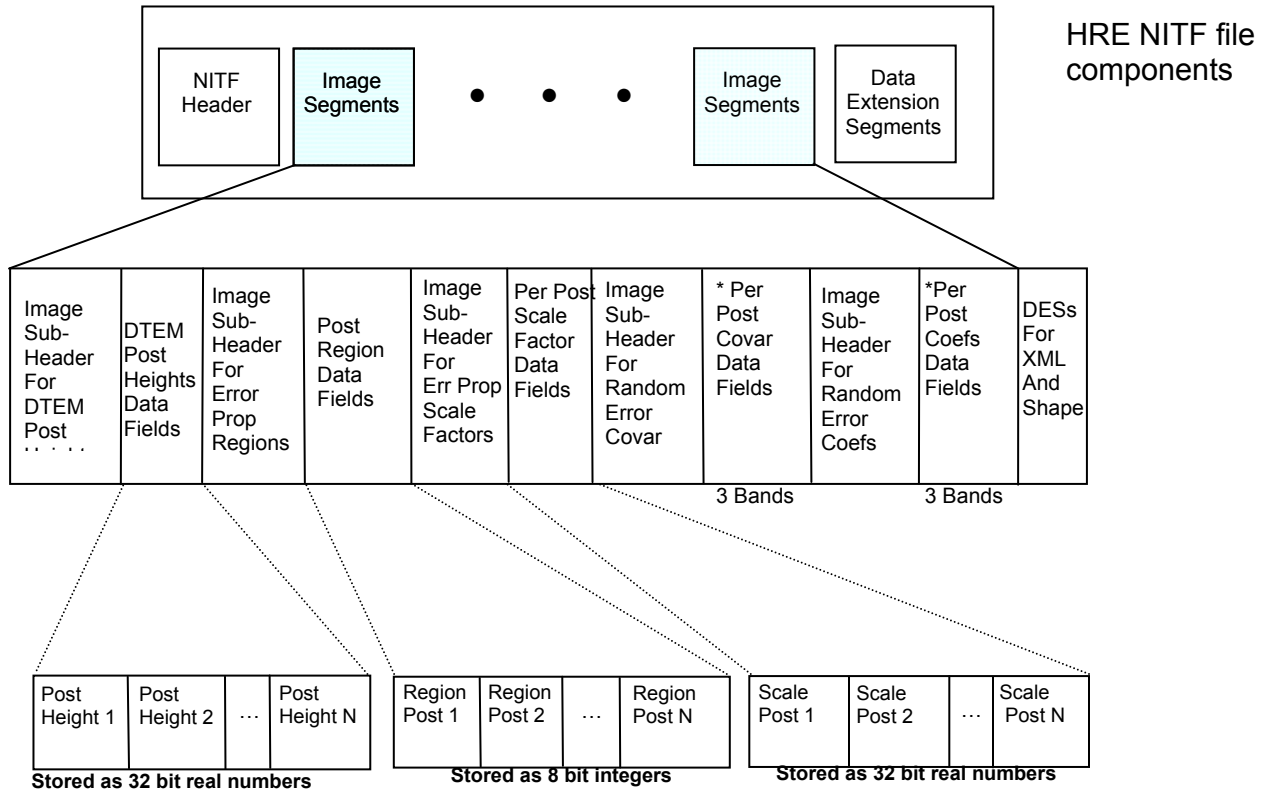 HRE NITF file
components
NITF
Header
Image
Segments
• • •
Image
Segments
Data
Extension
Segments
Image
Sub-
Header
For
DTEM
Post
DTEM
Post
Heights
Data
Fields
Image
Sub-
Header
For
Error
Prop
Regions
Post
Region
Data
Fields
Image
Sub-
Header
For
Err Prop
Scale
Factors
Per Post
Scale
Factor
Data
Fields
Image
Sub-
Header
For
Random
Error
Covar
* Per
Post
Covar
Data
Fields
3 Bands
Image
Sub-
Header
For
Random
Error
Coefs
*Per
Post
Coefs
Data
Fields
3 Bands
DESs
For
XML
And
Shape
Post
Height 1
Post
Height 2
...
Post
Height N
Stored as 32 bit real numbers
Region
Post 1
Region
Post 2
...
Region
Post N
Stored as 8 bit integers
Scale
Post 1
Scale
Post 2
...
Scale
Post N
Stored as 32 bit real numbers